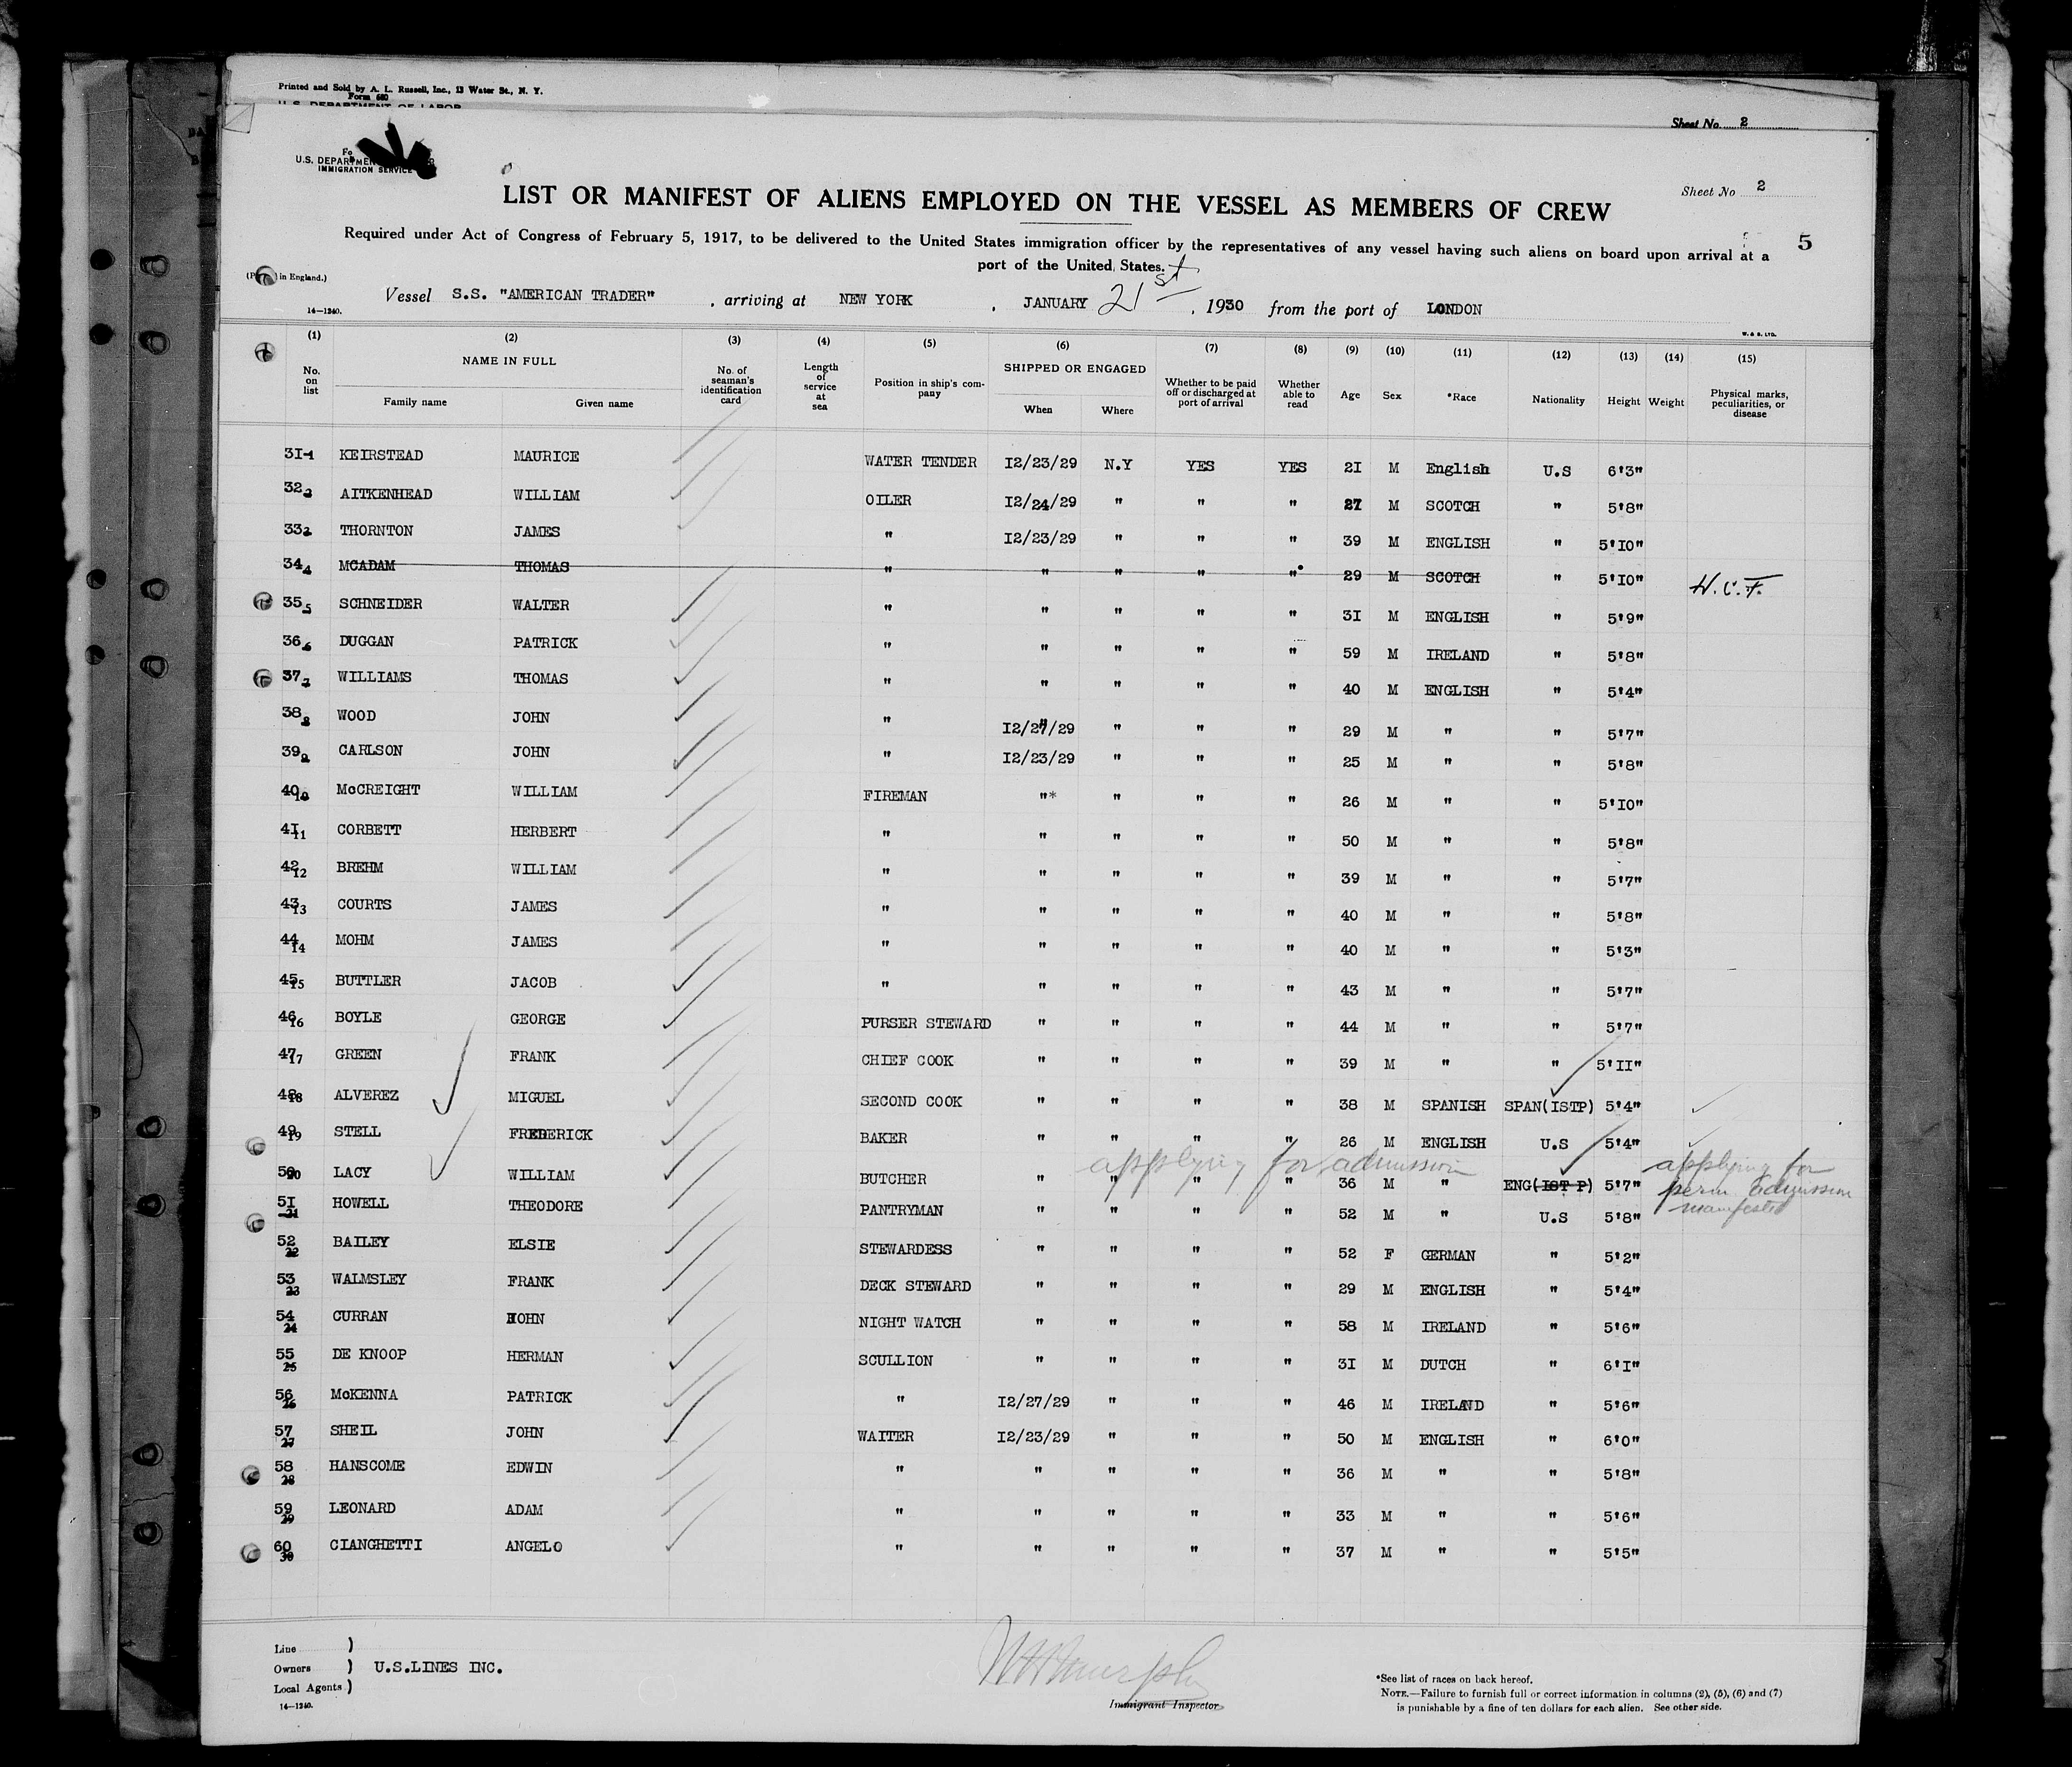 Printed and Sold by A. L. Russell, Inc., 13 Water St., N. Y.
Form 680
U. S. DEPARTMENT OF LABOR
Sheet No. 2
U.S. DEPARTMEN
IMMIGRATION SERVICE
Sheet No 2
LIST OR MANIFEST OF ALIENS EMPLOYED ON THE VESSEL AS MEMBERS OF CREW
5
Required under Act of Congress of February 5, 1917, to be delivered to the United States immigration officer by the representatives of any vessel having such aliens on board upon arrival at a
port of the United States.
in England.)
Vessel S.S. "AMERICAN TRADER" , arriving at NEW YORK , JANUARY 21st , 1930 from the port of LONDON
14—1240.
W. & S. LTD.
(1) (2) (3) (4) (5) (6) (7) (8) (9) (10) (11) (12) (13) (14) (15)
No. on list NAME IN FULL Family name Given name No. of seaman's identification card Length of service at sea Position in ship's company SHIPPED OR ENGAGED When Where Whether to be paid off or discharged at port of arrival Whether able to read Age Sex *Race Nationality Height Weight Physical marks, peculiarities, or disease
31 1 KEIRSTEAD MAURICE WATER TENDER 12/23/29 N.Y YES YES 21 M English U.S 6'3"
32 2 AITKENHEAD WILLIAM OILER 12/24/29 " " " 27 M SCOTCH " 5'8"
33 3 THORNTON JAMES " 12/23/29 " " " 39 M ENGLISH " 5'10"
34 4 MCADAM THOMAS " " " " " 29 M SCOTCH " 5'10" W.C.F.
35 5 SCHNEIDER WALTER " " " " " 31 M ENGLISH " 5'9"
36 6 DUGGAN PATRICK " " " " " 59 M IRELAND " 5'8"
37 7 WILLIAMS THOMAS " " " " " 40 M ENGLISH " 5'4"
38 8 WOOD JOHN " 12/27/29 " " " 29 M " " 5'7"
39 9 CARLSON JOHN " 12/23/29 " " " 25 M " " 5'8"
40 10 McCREIGHT WILLIAM FIREMAN "* " " " 26 M " " 5'10"
41 11 CORBETT HERBERT " " " " " 50 M " " 5'8"
42 12 BREHM WILLIAM " " " " " 39 M " " 5'7"
43 13 COURTS JAMES " " " " " 40 M " " 5'8"
44 14 MOHM JAMES " " " " " 40 M " " 5'3"
45 15 BUTTLER JACOB " " " " " 43 M " " 5'7"
46 16 BOYLE GEORGE PURSER STEWARD " " " " 44 M " " 5'7"
47 17 GREEN FRANK CHIEF COOK " " " " 39 M " " 5'11"
48 18 ALVEREZ MIGUEL SECOND COOK " " " " 38 M SPANISH SPAN(ISTP) 5'4"
49 19 STELL FREDERICK BAKER " " " " 26 M ENGLISH U.S 5'4"
applying for admission
50 20 LACY WILLIAM BUTCHER " " " " 36 M " ENG(IST P) 5'7" applying for perm admission manifested
51 21 HOWELL THEODORE PANTRYMAN " " " " 52 M " U.S 5'8"
52 22 BAILEY ELSIE STEWARDESS " " " " 52 F GERMAN " 5'2"
53 23 WALMSLEY FRANK DECK STEWARD " " " " 29 M ENGLISH " 5'4"
54 24 CURRAN JOHN NIGHT WATCH " " " " 58 M IRELAND " 5'6"
55 25 DE KNOOP HERMAN SCULLION " " " " 31 M DUTCH " 6'1"
56 26 McKENNA PATRICK " 12/27/29 " " " 46 M IRELAND " 5'6"
57 27 SHEIL JOHN WAITER 12/23/29 " " " 50 M ENGLISH " 6'0"
58 28 HANSCOME EDWIN " " " " " 36 M " " 5'8"
59 29 LEONARD ADAM " " " " " 33 M " " 5'6"
60 30 CIANGHETTI ANGELO " " " " " 37 M " " 5'5"
Line )
Owners ) U.S.LINES INC.
Local Agents )
14—1240.
Immigrant Inspector
*See list of races on back hereof.
NOTE.—Failure to furnish full or correct information in columns (2), (5), (6) and (7)
is punishable by a fine of ten dollars for each alien. See other side.